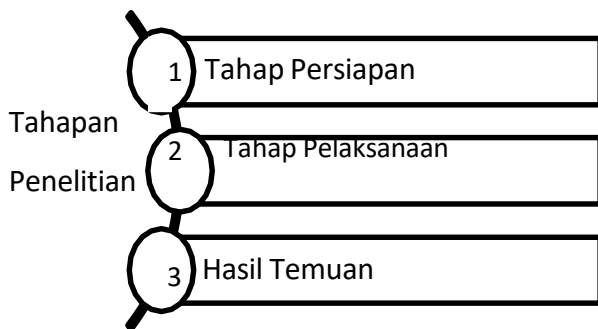 Tahapan
Penelitian
1 Tahap Persiapan
2 Tahap Pelaksanaan
3 Hasil Temuan